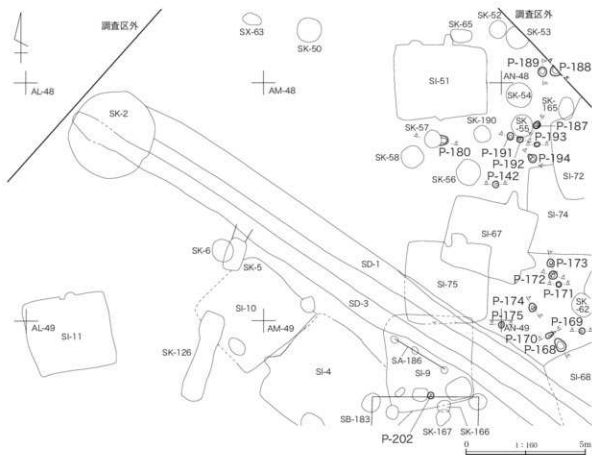 調査区外
SX-63
SK-50
SK-65
SK-52
SK-53
調査区外
P-189
P-188
AL-48
AM-48
SI-51
AN-48
SK-54
SK-165
SK-2
SK-57
SK-190
SK-55
P-187
P-193
P-180
P-191
P-192
P-194
SK-58
SK-56
P-142
SI-72
SI-74
SI-67
SK-6
SK-5
SD-1
P-173
P-172
P-171
SI-75
SK-62
SI-10
SD-3
P-174
P-175
AN-49
P-169
P-170
P-168
AL-49
SI-11
AM-49
SK-126
SA-186
SI-4
SI-9
SI-68
SB-183
P-202
SK-167
SK-166
0
1:160
5m